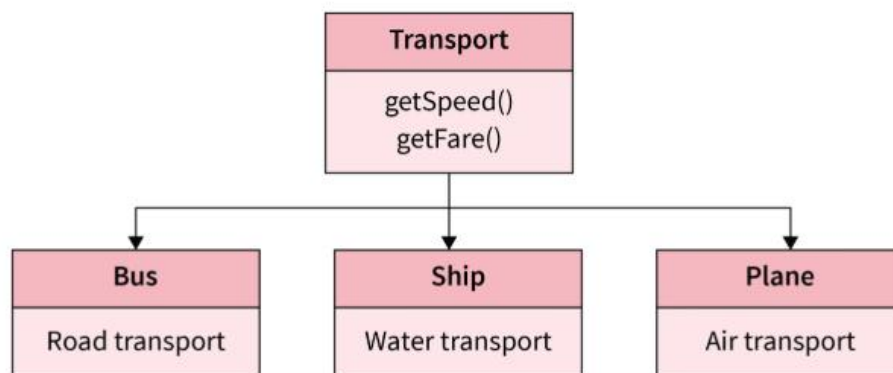 Transport
getSpeed()
getFare()
Bus
Road transport
Ship
Water transport
Plane
Air transport